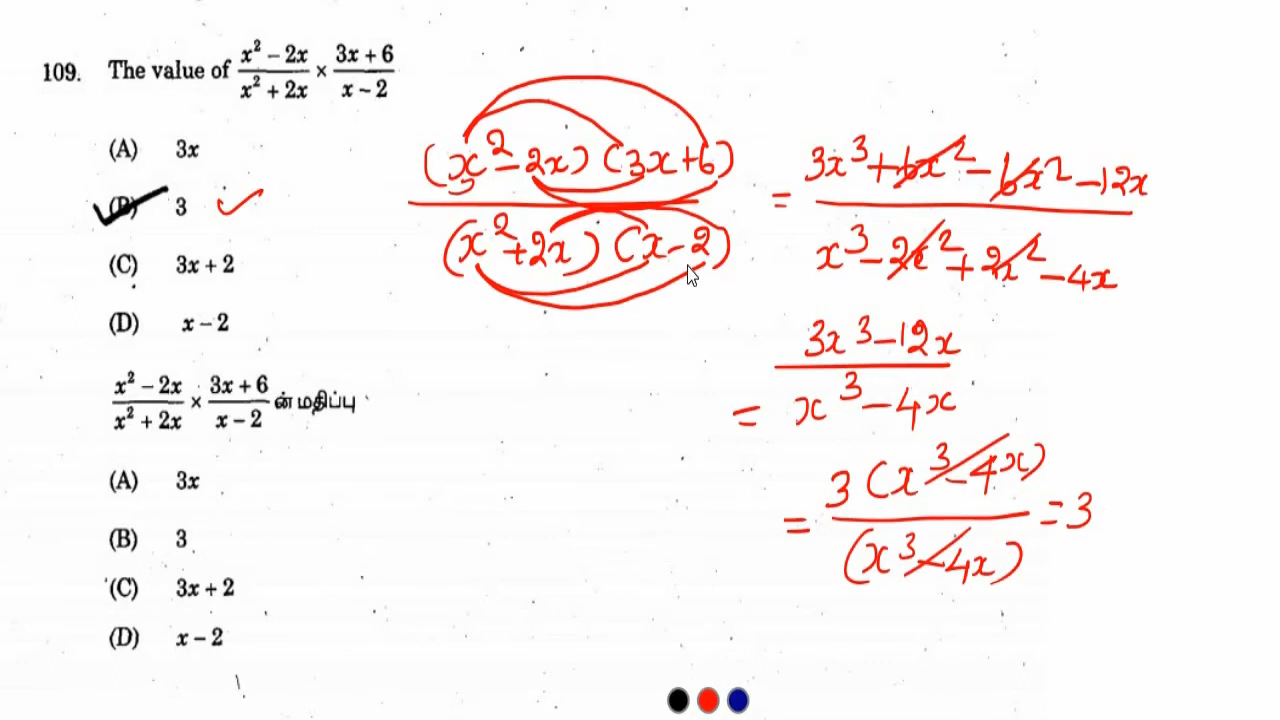 109. The value of (x² − 2x)/(x² + 2x) × (3x + 6)/(x − 2)
(A) 3x
(B) 3 ✓
(C) 3x + 2
(D) x − 2
(x² − 2x)/(x² + 2x) × (3x + 6)/(x − 2) ன் மதிப்பு
(A) 3x
(B) 3
(C) 3x + 2
(D) x − 2
(x² − 2x) (3x + 6)
(x² + 2x) (x − 2)
= 3x³ + 6x² − 6x² − 12x
x³ − 2x² + 2x² − 4x
3x³ − 12x
= x³ − 4x
= 3 (x³ − 4x)
(x³ − 4x)
= 3